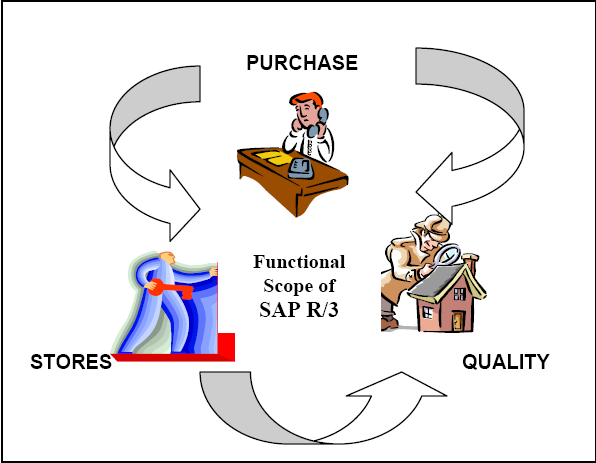 PURCHASE
Functional
Scope of
SAP R/3
STORES
QUALITY